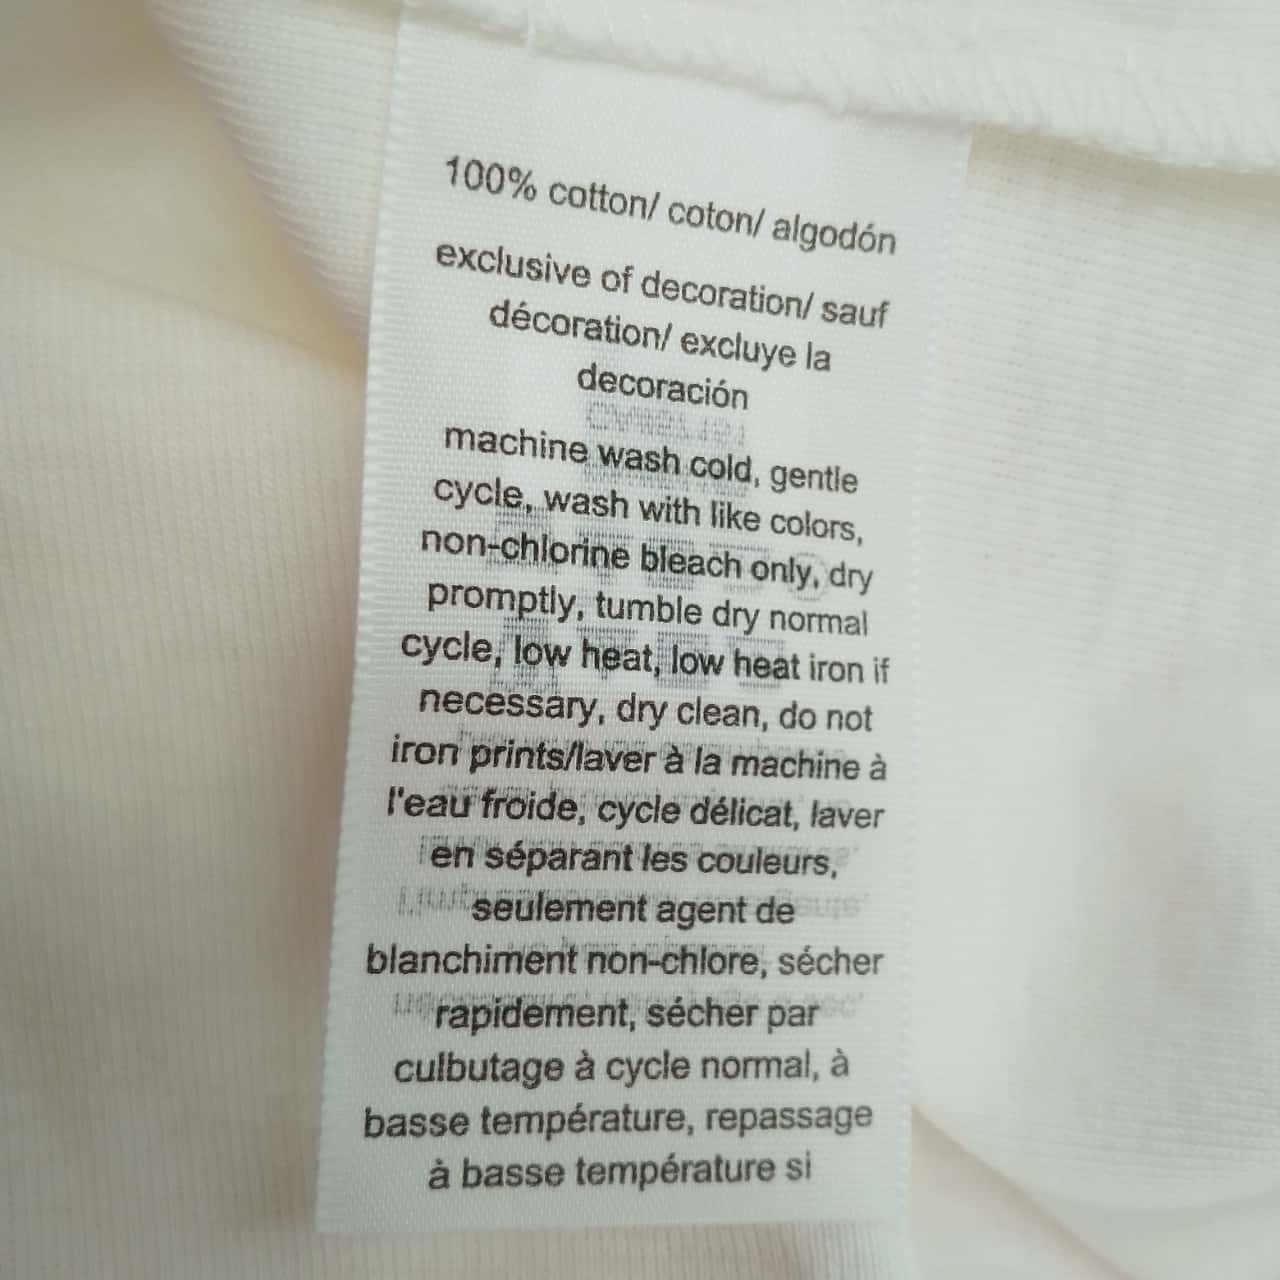 100% cotton/ coton/ algodón
exclusive of decoration/ sauf
décoration/ excluye la
decoración
machine wash cold, gentle
cycle, wash with like colors,
non-chlorine bleach only, dry
promptly, tumble dry normal
cycle, low heat, low heat iron if
necessary, dry clean, do not
iron prints/laver à la machine à
l'eau froide, cycle délicat, laver
en séparant les couleurs,
seulement agent de
blanchiment non-chlore, sécher
rapidement, sécher par
culbutage à cycle normal, à
basse température, repassage
à basse température si